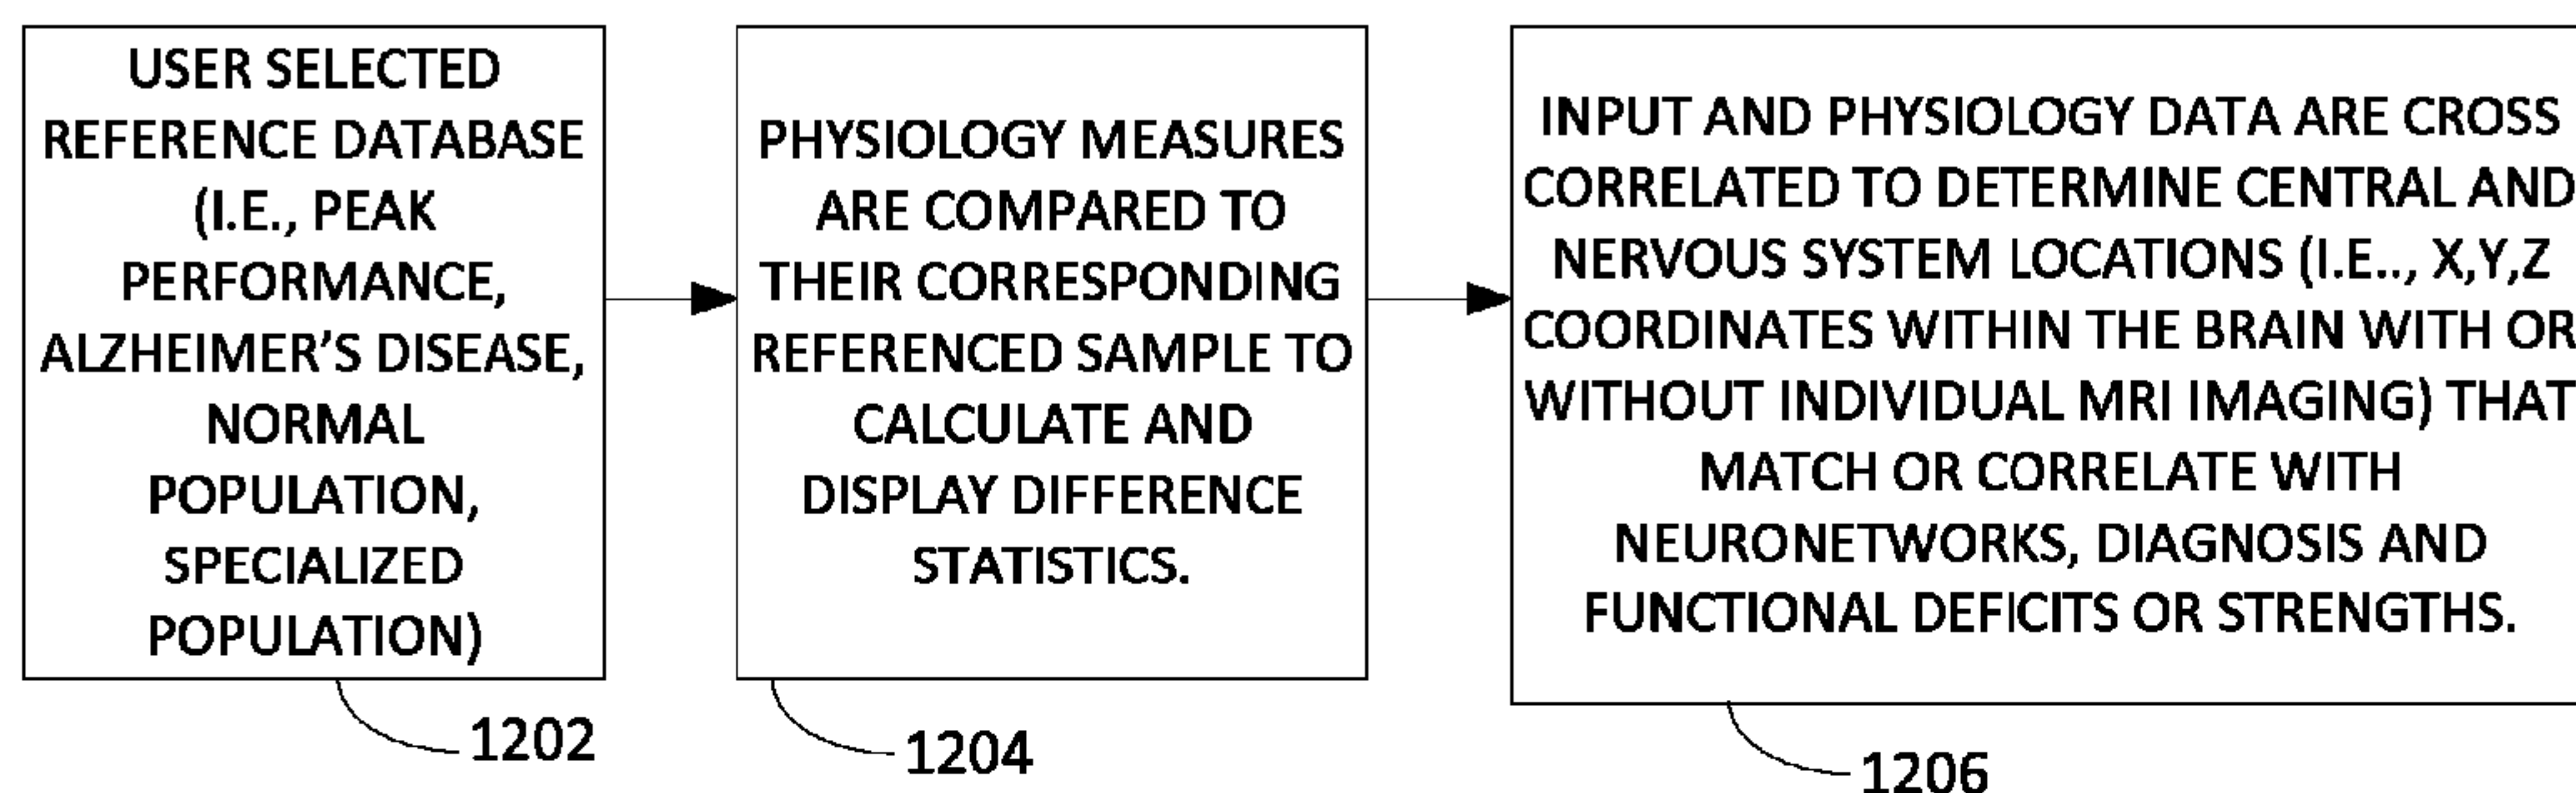 USER SELECTED
REFERENCE DATABASE
(I.E., PEAK
PERFORMANCE,
ALZHEIMER'S DISEASE,
NORMAL
POPULATION,
SPECIALIZED
POPULATION)
1202
PHYSIOLOGY MEASURES
ARE COMPARED TO
THEIR CORRESPONDING
REFERENCED SAMPLE TO
CALCULATE AND
DISPLAY DIFFERENCE
STATISTICS.
1204
INPUT AND PHYSIOLOGY DATA ARE CROSS
CORRELATED TO DETERMINE CENTRAL AND
NERVOUS SYSTEM LOCATIONS (I.E.., X,Y,Z
COORDINATES WITHIN THE BRAIN WITH OR
WITHOUT INDIVIDUAL MRI IMAGING) THAT
MATCH OR CORRELATE WITH
NEURONETWORKS, DIAGNOSIS AND
FUNCTIONAL DEFICITS OR STRENGTHS.
1206